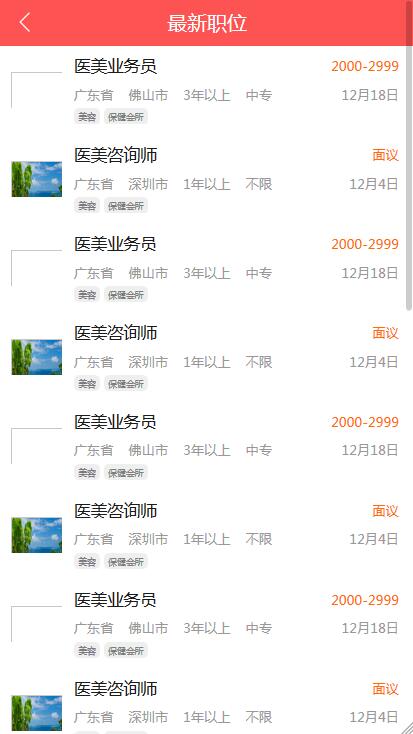 最新职位
医美业务员 2000-2999
广东省 佛山市 3年以上 中专 12月18日
美容 保健会所
医美咨询师 面议
广东省 深圳市 1年以上 不限 12月4日
美容 保健会所
医美业务员 2000-2999
广东省 佛山市 3年以上 中专 12月18日
美容 保健会所
医美咨询师 面议
广东省 深圳市 1年以上 不限 12月4日
美容 保健会所
医美业务员 2000-2999
广东省 佛山市 3年以上 中专 12月18日
美容 保健会所
医美咨询师 面议
广东省 深圳市 1年以上 不限 12月4日
美容 保健会所
医美业务员 2000-2999
广东省 佛山市 3年以上 中专 12月18日
美容 保健会所
医美咨询师 面议
广东省 深圳市 1年以上 不限 12月4日